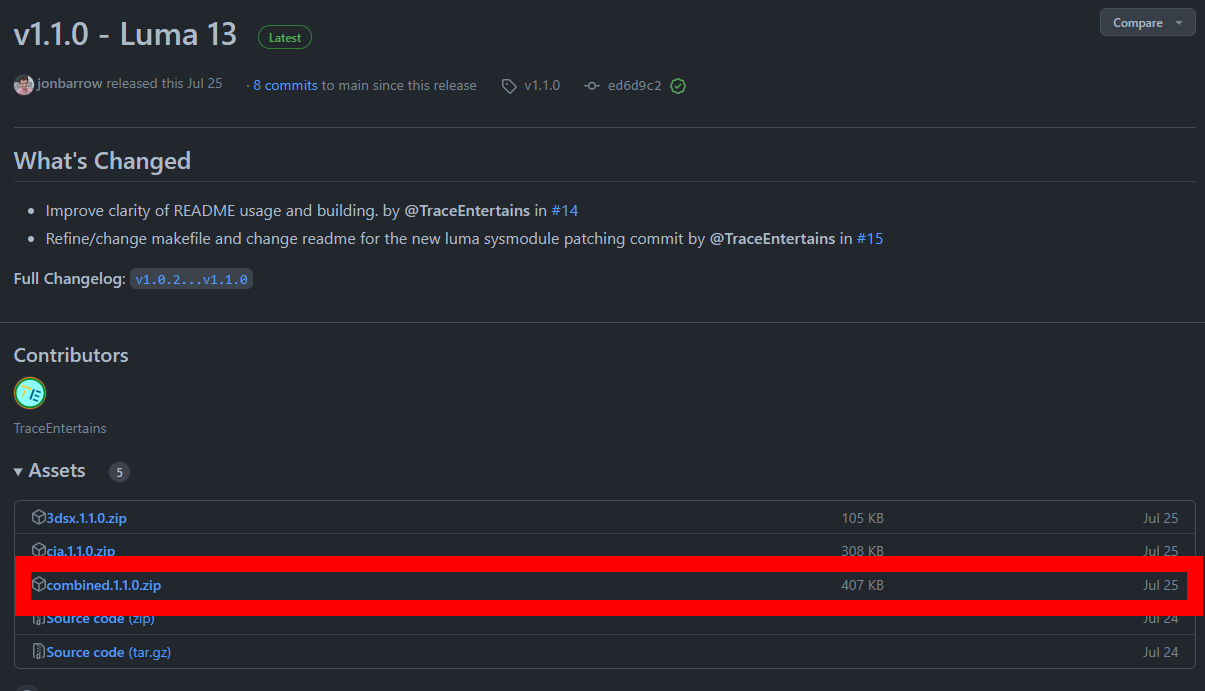 v1.1.0 - Luma 13 Latest Compare
jonbarrow released this Jul 25 · 8 commits to main since this release v1.1.0 ed6d9c2
What's Changed
• Improve clarity of README usage and building. by @TraceEntertains in #14
• Refine/change makefile and change readme for the new luma sysmodule patching commit by @TraceEntertains in #15
Full Changelog: v1.0.2...v1.1.0
Contributors
TE
TraceEntertains
Assets 5
3dsx.1.1.0.zip 105 KB Jul 25
cia.1.1.0.zip 308 KB Jul 25
combined.1.1.0.zip 407 KB Jul 25
Source code (zip) Jul 24
Source code (tar.gz) Jul 24